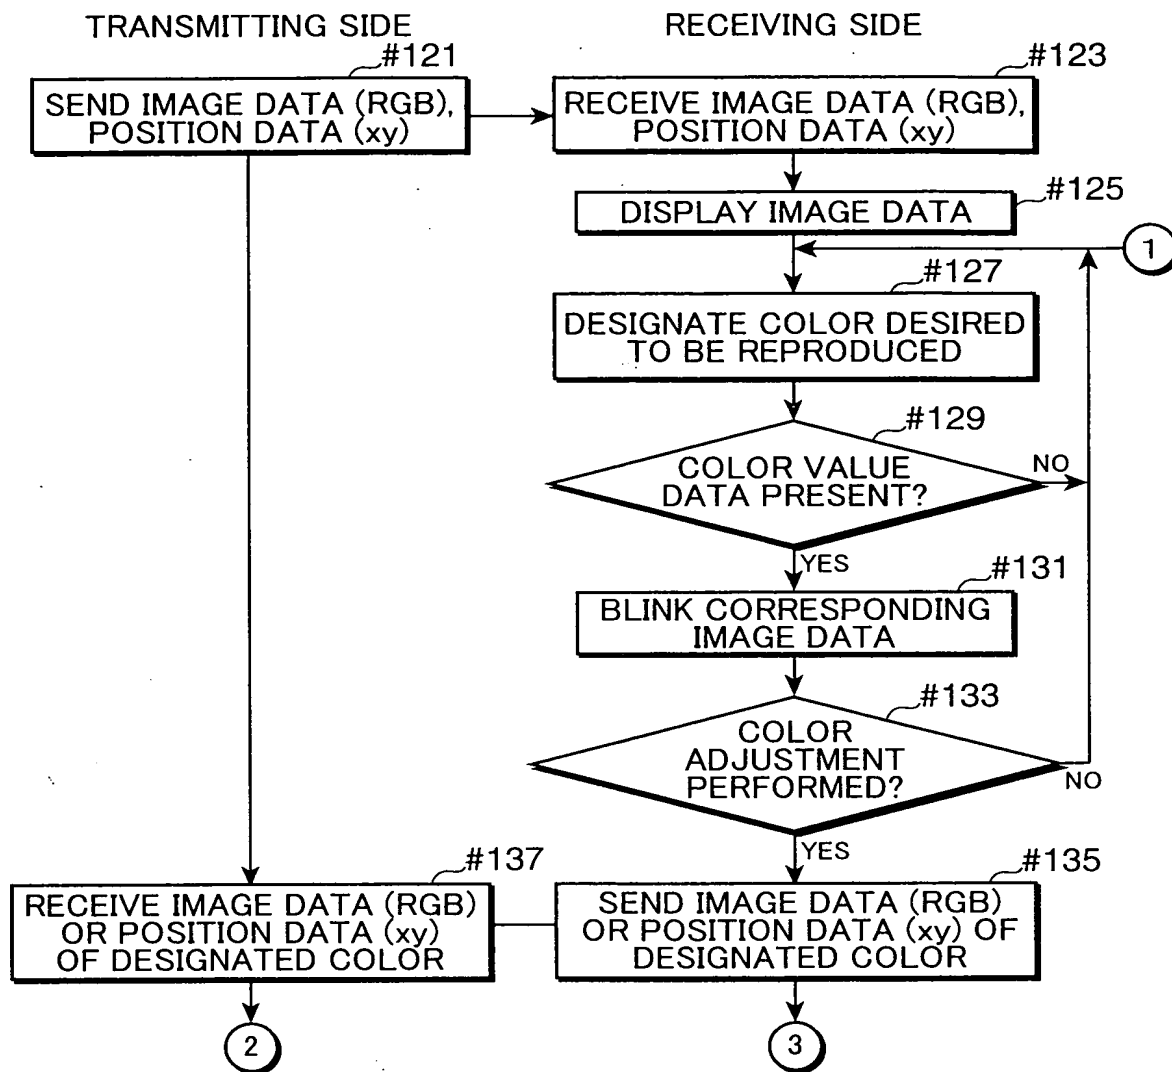 TRANSMITTING SIDE
RECEIVING SIDE
#121
#123
SEND IMAGE DATA (RGB),
POSITION DATA (xy)
RECEIVE IMAGE DATA (RGB),
POSITION DATA (xy)
#125
DISPLAY IMAGE DATA
1
#127
DESIGNATE COLOR DESIRED
TO BE REPRODUCED
#129
COLOR VALUE
DATA PRESENT?
NO
YES
#131
BLINK CORRESPONDING
IMAGE DATA
#133
COLOR
ADJUSTMENT
PERFORMED?
NO
YES
#137
#135
RECEIVE IMAGE DATA (RGB)
OR POSITION DATA (xy)
OF DESIGNATED COLOR
SEND IMAGE DATA (RGB)
OR POSITION DATA (xy) OF
DESIGNATED COLOR
2
3